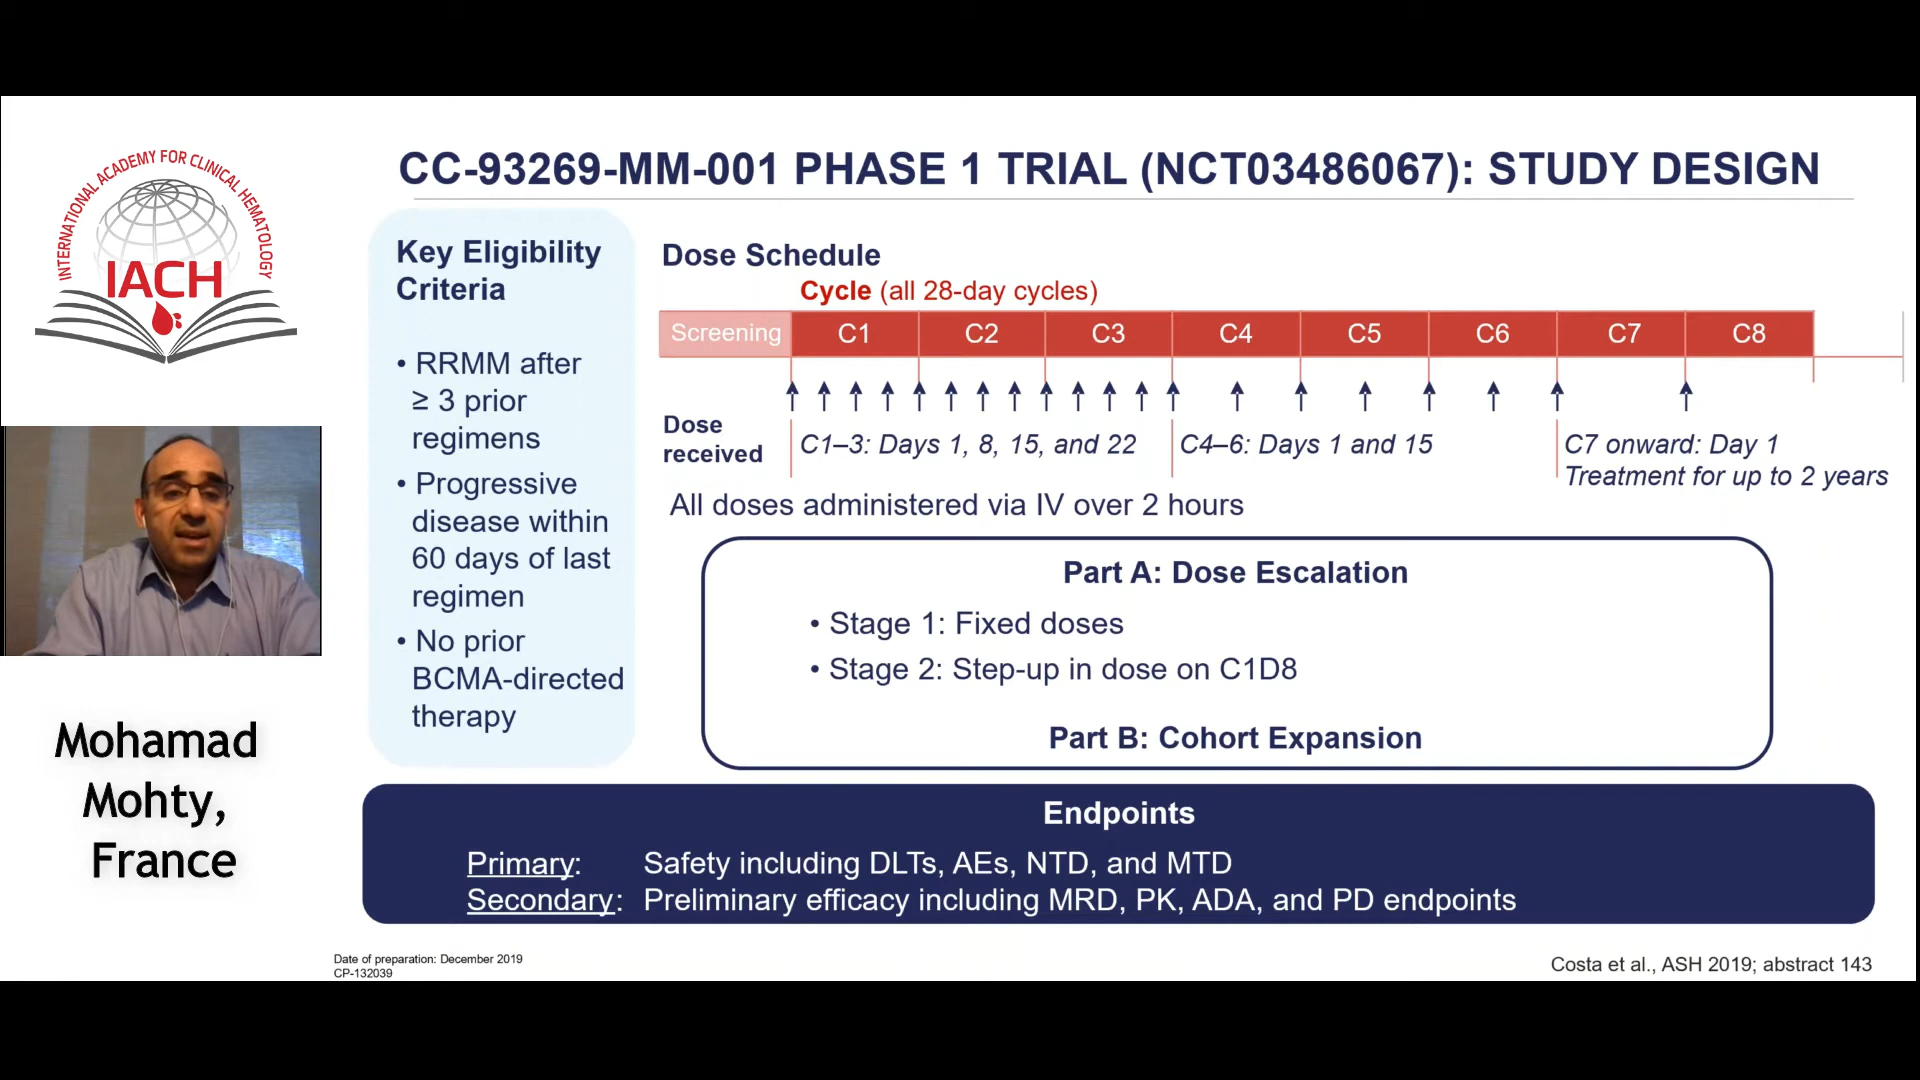 CC-93269-MM-001 PHASE 1 TRIAL (NCT03486067): STUDY DESIGN
INTERNATIONAL ACADEMY FOR CLINICAL HEMATOLOGY
IACH
Mohamad
Mohty,
France
Key Eligibility
Criteria
• RRMM after
≥ 3 prior
regimens
• Progressive
disease within
60 days of last
regimen
• No prior
BCMA-directed
therapy
Dose Schedule
Cycle (all 28-day cycles)
Screening C1 C2 C3 C4 C5 C6 C7 C8
Dose
received
C1–3: Days 1, 8, 15, and 22
C4–6: Days 1 and 15
C7 onward: Day 1
Treatment for up to 2 years
All doses administered via IV over 2 hours
Part A: Dose Escalation
• Stage 1: Fixed doses
• Stage 2: Step-up in dose on C1D8
Part B: Cohort Expansion
Endpoints
Primary: Safety including DLTs, AEs, NTD, and MTD
Secondary: Preliminary efficacy including MRD, PK, ADA, and PD endpoints
Date of preparation: December 2019
CP-132039
Costa et al., ASH 2019; abstract 143